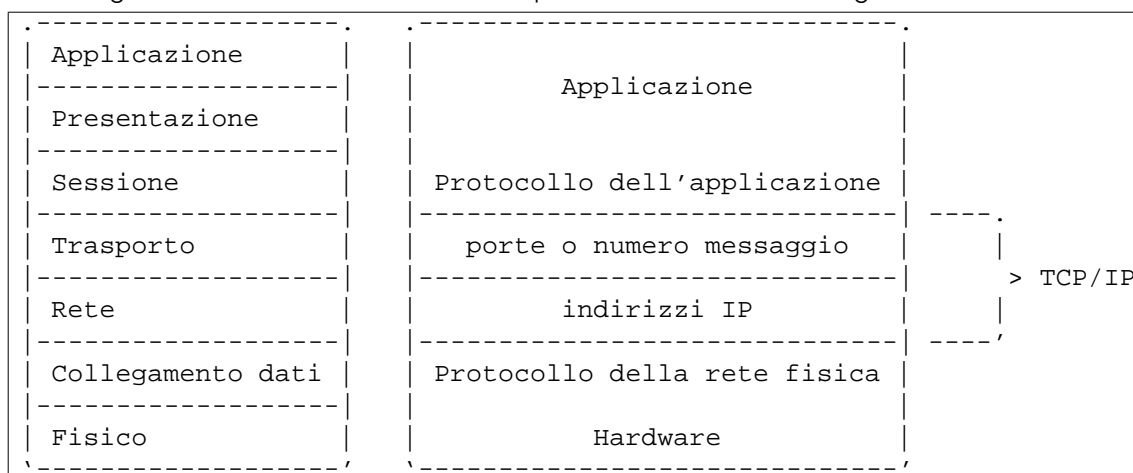 Applicazione
Applicazione
Presentazione
Sessione Protocollo dell'applicazione
Trasporto porte o numero messaggio
> TCP/IP
Rete indirizzi IP
Collegamento dati Protocollo della rete fisica
Fisico Hardware